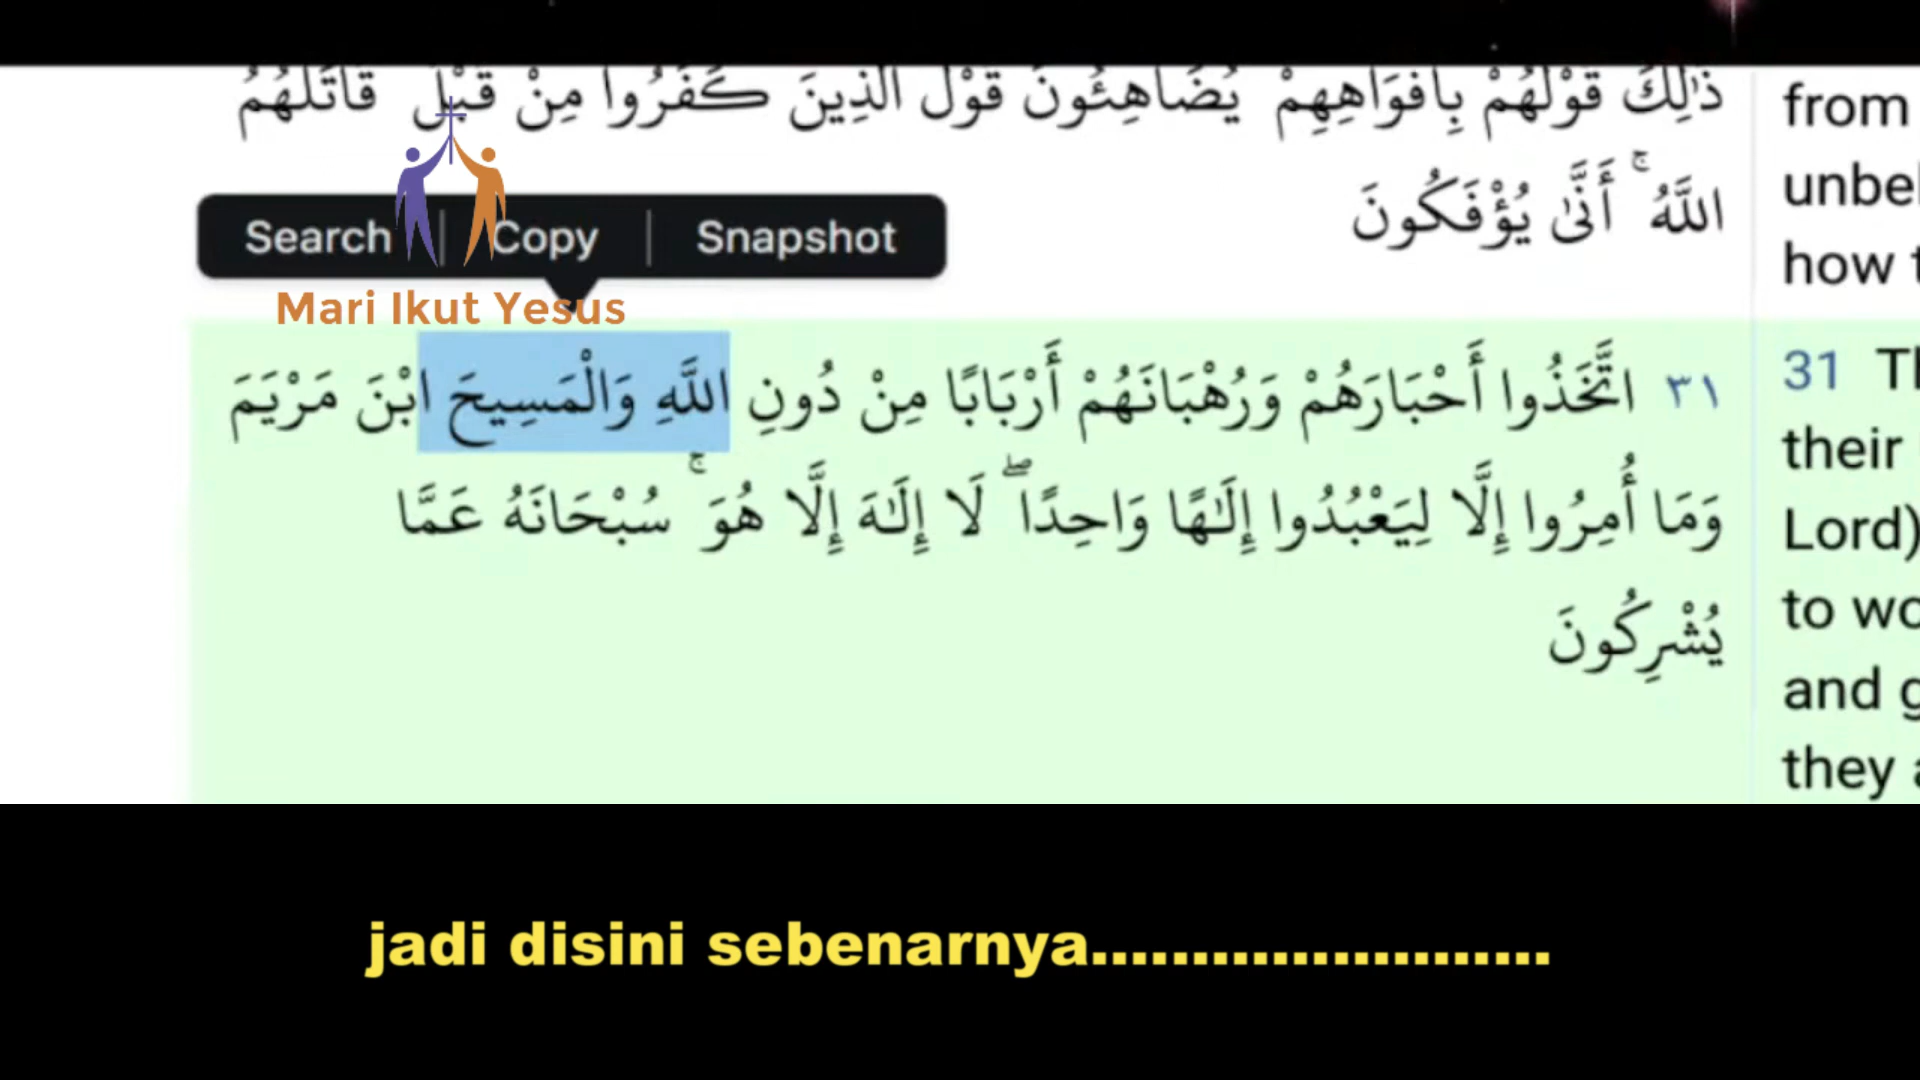 ذَٰلِكَ قَوْلُهُمْ بِأَفْوَاهِهِمْ يُضَاهِئُونَ قَوْلَ الَّذِينَ كَفَرُوا مِنْ قَبْلُ قَاتَلَهُمُ
اللَّهُ ۚ أَنَّىٰ يُؤْفَكُونَ
from
unbel
how t
Search Copy Snapshot
Mari Ikut Yesus
٣١ اتَّخَذُوا أَحْبَارَهُمْ وَرُهْبَانَهُمْ أَرْبَابًا مِنْ دُونِ اللَّهِ وَالْمَسِيحَ ابْنَ مَرْيَمَ
وَمَا أُمِرُوا إِلَّا لِيَعْبُدُوا إِلَٰهًا وَاحِدًا ۖ لَا إِلَٰهَ إِلَّا هُوَ ۚ سُبْحَانَهُ عَمَّا
يُشْرِكُونَ
31 Th
their
Lord)
to wo
and g
they a
jadi disini sebenarnya.......................